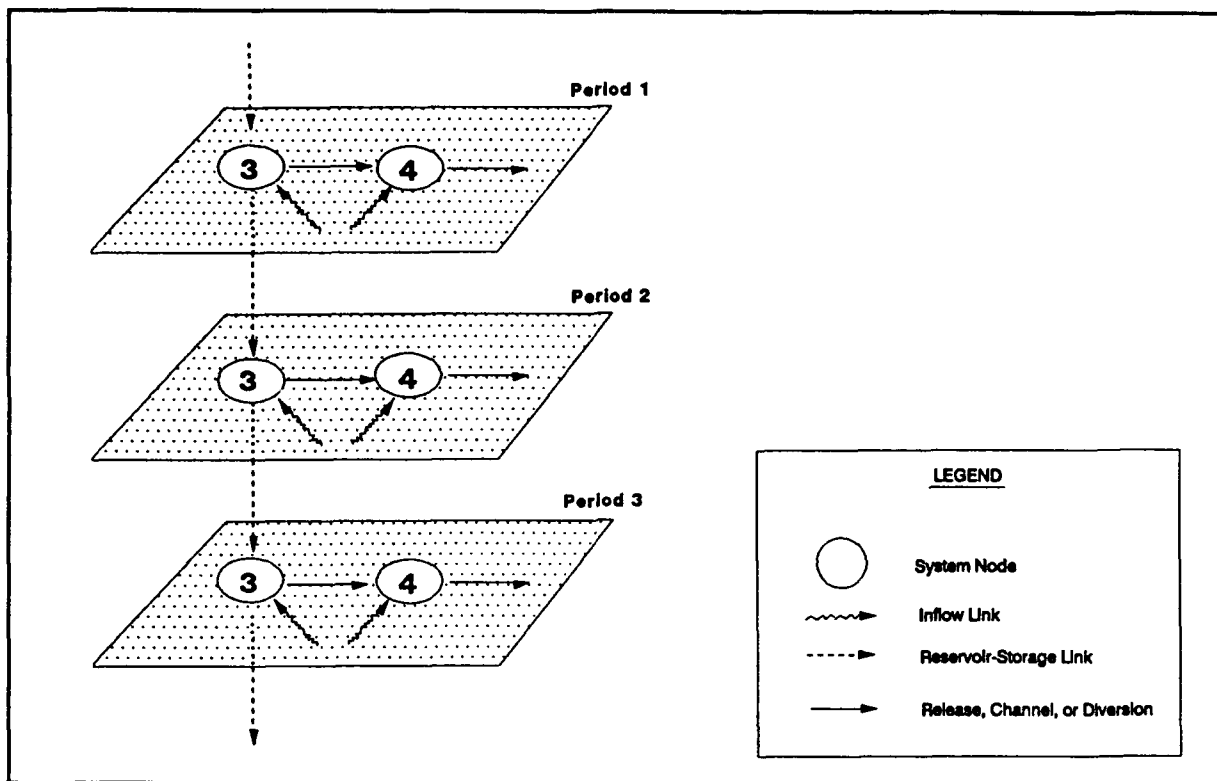 Period 1
3 4
Period 2
3 4
Period 3
3 4
LEGEND
System Node
Inflow Link
Reservoir-Storage Link
Release, Channel, or Diversion